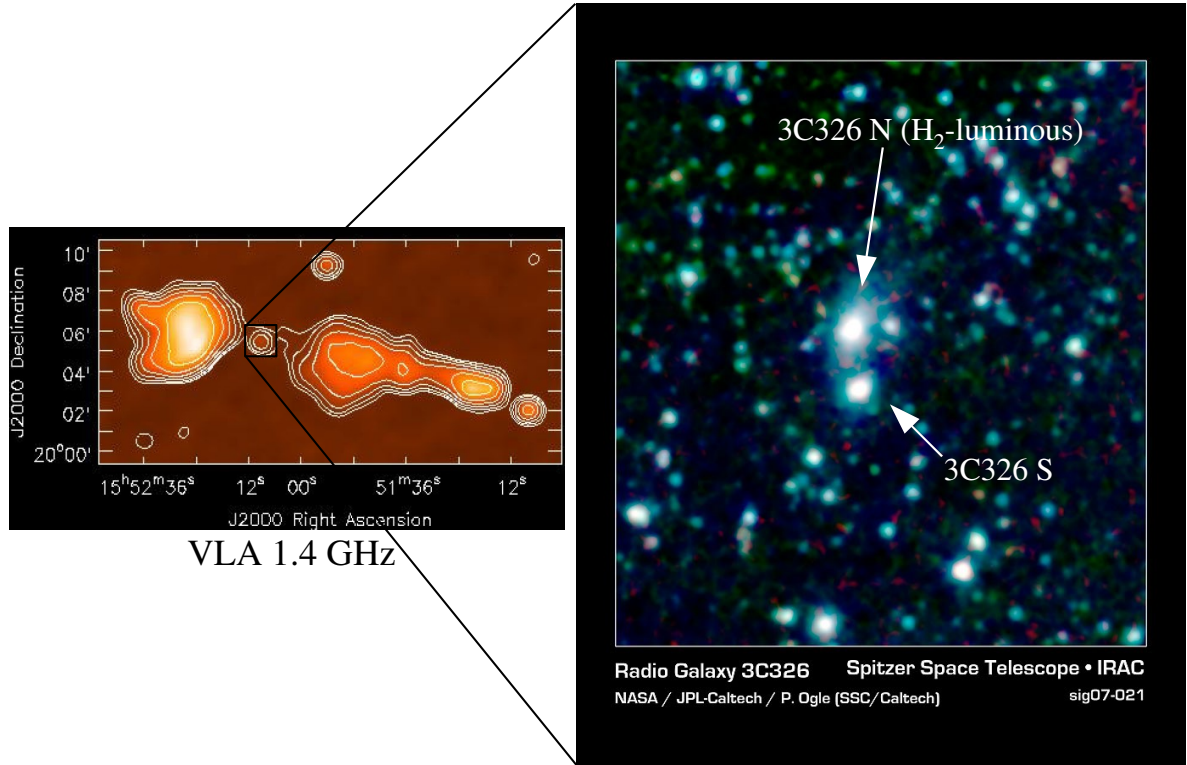 10'
08'
06'
04'
02'
20°00'
J2000 Declination
15ʰ52ᵐ36ˢ 12ˢ 00ˢ 51ᵐ36ˢ 12ˢ
J2000 Right Ascension
VLA 1.4 GHz
3C326 N (H₂-luminous)
3C326 S
Radio Galaxy 3C326 Spitzer Space Telescope • IRAC
NASA / JPL-Caltech / P. Ogle (SSC/Caltech) sig07-021